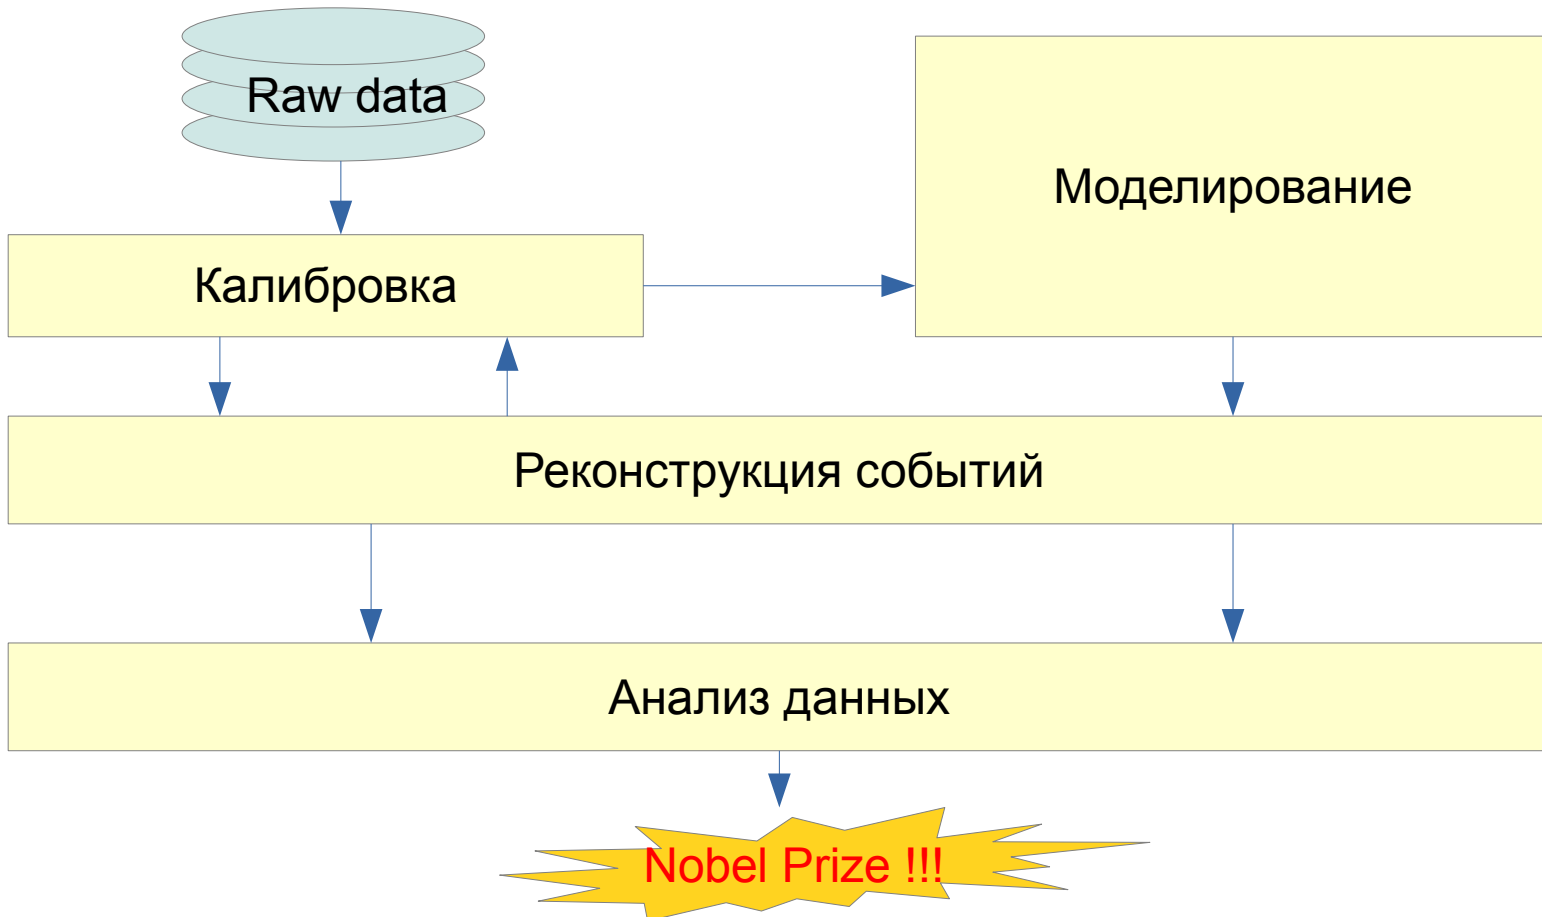 Raw data
Моделирование
Калибровка
Реконструкция событий
Анализ данных
Nobel Prize !!!